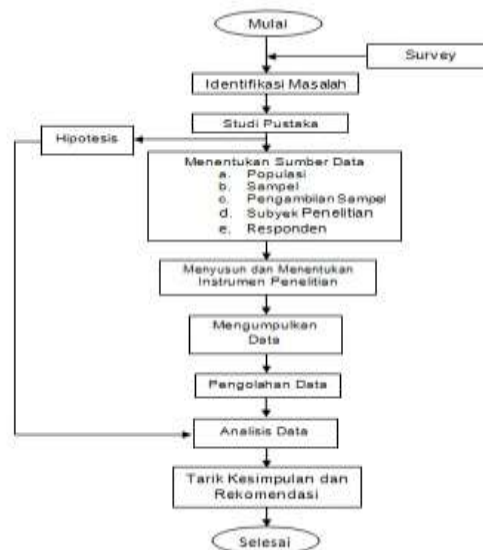 Mulai
Survey
Identifikasi Masalah
Studi Pustaka
Hipotesis
Menentukan Sumber Data
a. Populasi
b. Sampel
c. Pengambilan Sampel
d. Subyek Penelitian
e. Responden
Menyusun dan Menentukan
Instrumen Penelitian
Mengumpulkan
Data
Pengolahan Data
Analisis Data
Tarik Kesimpulan dan
Rekomendasi
Selesai